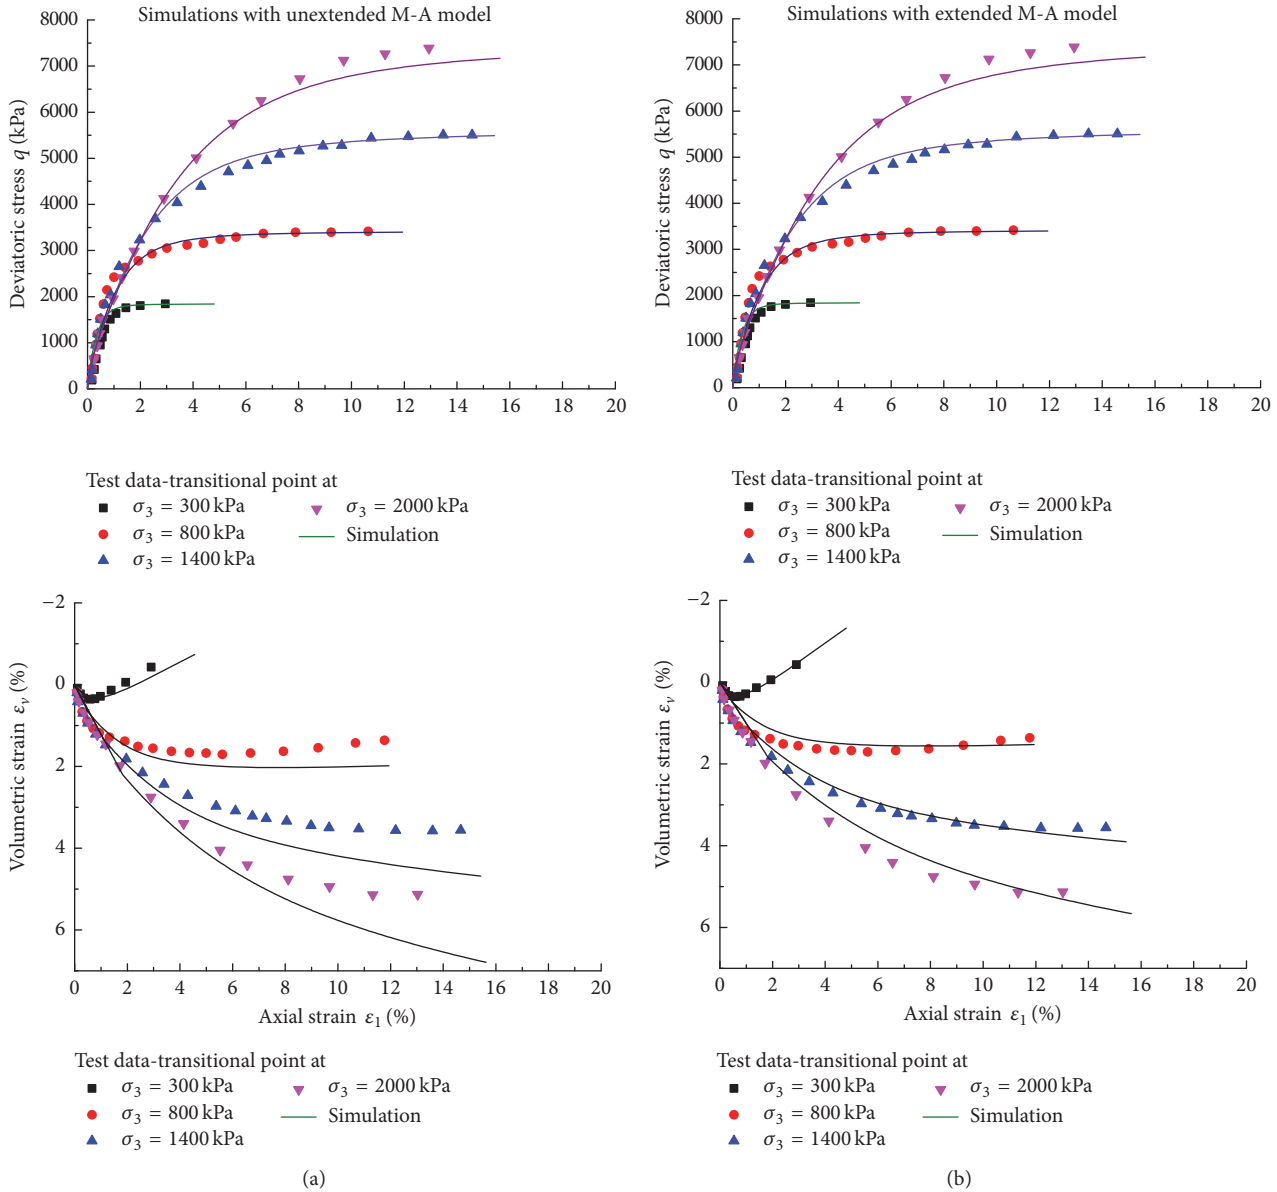 Simulations with unextended M-A model
8000
7000
6000
5000
4000
3000
2000
1000
0
Deviatoric stress q (kPa)
0 2 4 6 8 10 12 14 16 18 20
Test data-transitional point at
σ3 = 300 kPa
σ3 = 800 kPa
σ3 = 1400 kPa
σ3 = 2000 kPa
Simulation
−2
0
2
4
6
Volumetric strain εv (%)
0 2 4 6 8 10 12 14 16 18 20
Axial strain ε1 (%)
Test data-transitional point at
σ3 = 300 kPa
σ3 = 800 kPa
σ3 = 1400 kPa
σ3 = 2000 kPa
Simulation
(a)
Simulations with extended M-A model
8000
7000
6000
5000
4000
3000
2000
1000
0
Deviatoric stress q (kPa)
0 2 4 6 8 10 12 14 16 18 20
Test data-transitional point at
σ3 = 300 kPa
σ3 = 800 kPa
σ3 = 1400 kPa
σ3 = 2000 kPa
Simulation
−2
0
2
4
6
Volumetric strain εv (%)
0 2 4 6 8 10 12 14 16 18 20
Axial strain ε1 (%)
Test data-transitional point at
σ3 = 300 kPa
σ3 = 800 kPa
σ3 = 1400 kPa
σ3 = 2000 kPa
Simulation
(b)